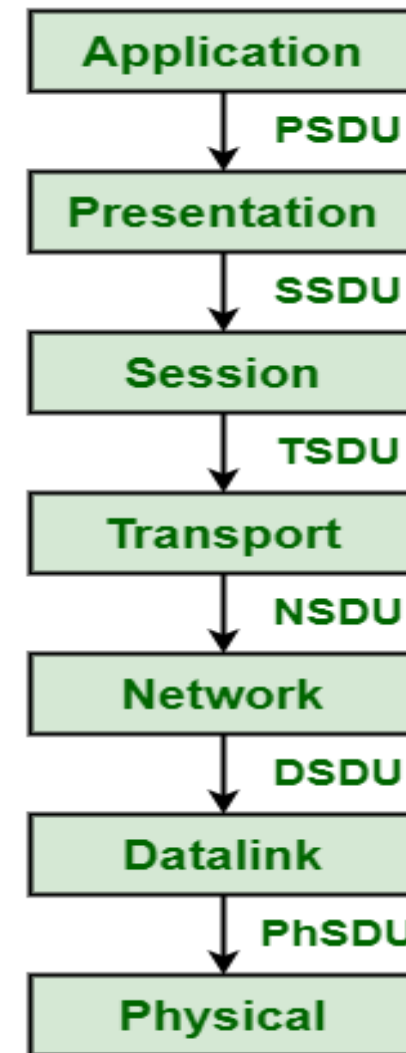 Application
PSDU
Presentation
SSDU
Session
TSDU
Transport
NSDU
Network
DSDU
Datalink
PhSDU
Physical